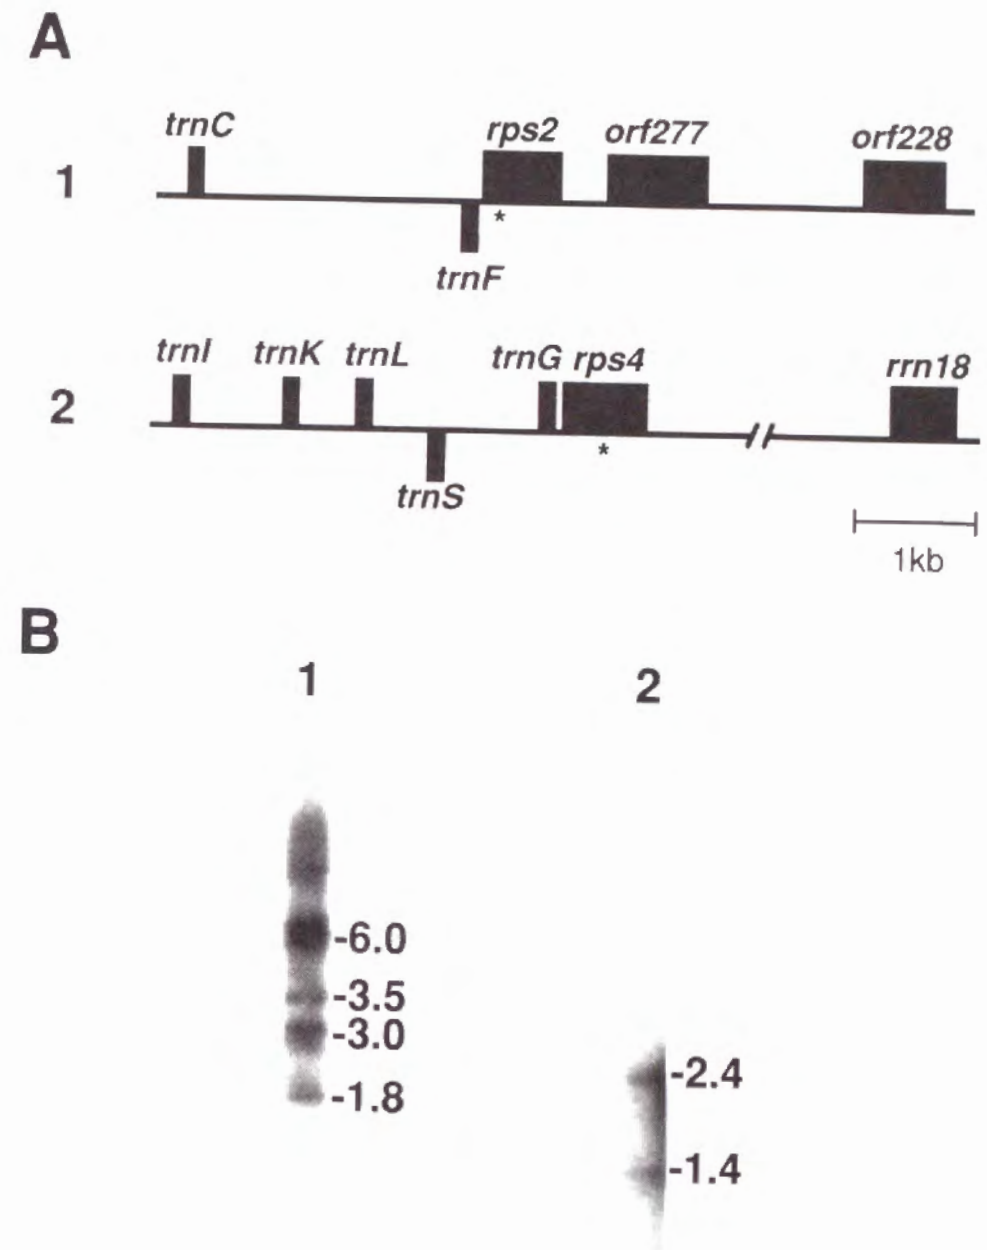 A
trnC rps2 orf277 orf228
1
*
trnF
trnI trnK trnL trnG rps4 rrn18
2
*
trnS
1kb
B
1 2
-6.0
-3.5
-3.0
-1.8
-2.4
-1.4